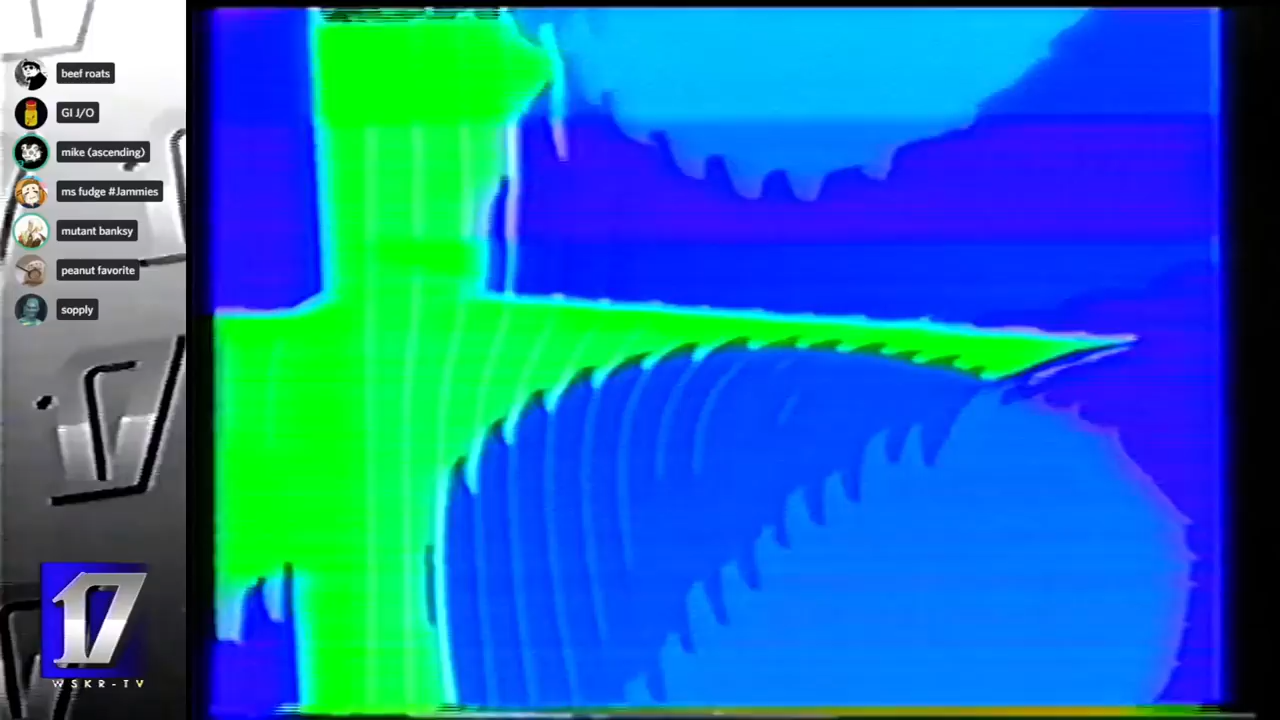 beef roats
GI J/O
mike (ascending)
ms fudge #Jammies
mutant banksy
peanut favorite
sopply
17
WSKR-TV